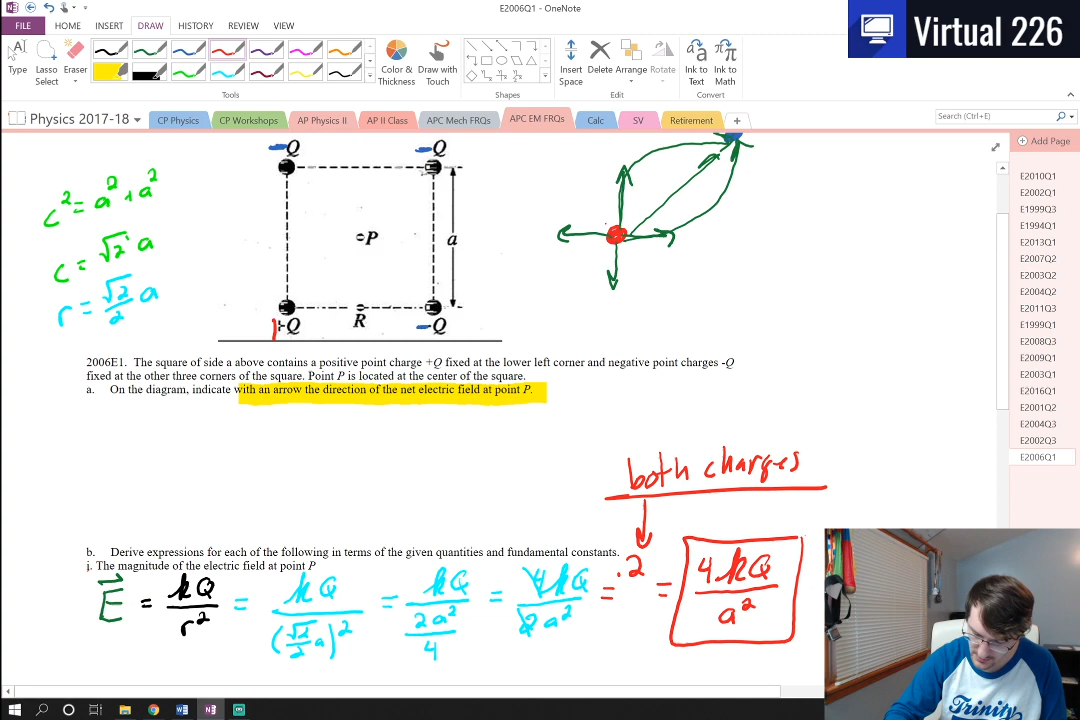 E2006Q1 - OneNote
Virtual 226
FILE HOME INSERT DRAW HISTORY REVIEW VIEW
Type Lasso Select Eraser Color & Thickness Draw with Touch Insert Space Delete Arrange Rotate Ink to Text Ink to Math
Tools Shapes Edit Convert
Physics 2017-18 CP Physics CP Workshops AP Physics II AP II Class APC Mech FRQs APC EM FRQs Calc SV Retirement + Search (Ctrl+E)
Add Page
E2010Q1
E2002Q1
E1999Q3
E1994Q1
E2013Q1
E2007Q2
E2003Q2
E2004Q2
E2011Q3
E1999Q1
E2008Q3
E2009Q1
E2003Q1
E2016Q1
E2001Q2
E2004Q3
E2002Q3
E2006Q1
c² = a² + a²
c = √2 a
r = √2/2 a
-Q -Q
P a
+Q R -Q
2006E1. The square of side a above contains a positive point charge +Q fixed at the lower left corner and negative point charges -Q
fixed at the other three corners of the square. Point P is located at the center of the square.
a. On the diagram, indicate with an arrow the direction of the net electric field at point P.
both charges
b. Derive expressions for each of the following in terms of the given quantities and fundamental constants.
i. The magnitude of the electric field at point P
E = kQ/r² = kQ/(√2/2 a)² = kQ/(2a²/4) = 4kQ/2a² = ·2 = 4kQ/a²
Trinity